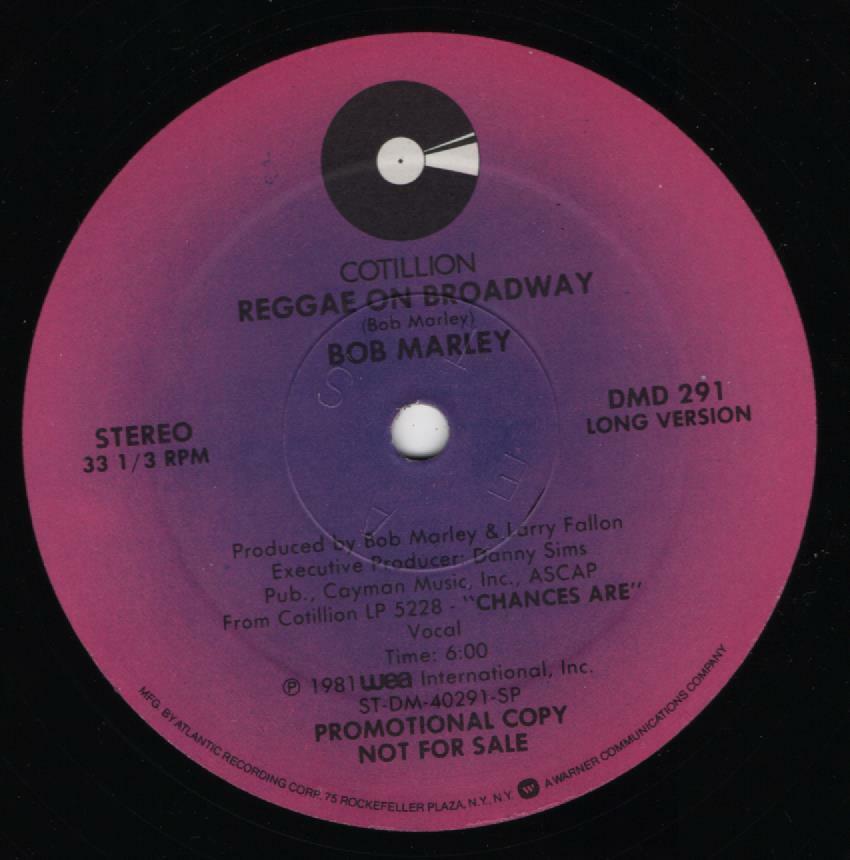 COTILLION
REGGAE ON BROADWAY
(Bob Marley)
BOB MARLEY
STEREO
33 1/3 RPM
DMD 291
LONG VERSION
Produced by Bob Marley & Larry Fallon
Executive Producer: Danny Sims
Pub., Cayman Music, Inc., ASCAP
From Cotillion LP 5228 - "CHANCES ARE"
Vocal
Time: 6:00
℗ 1981 wea International, Inc.
ST-DM-40291-SP
PROMOTIONAL COPY
NOT FOR SALE
MFG. BY ATLANTIC RECORDING CORP. 75 ROCKEFELLER PLAZA, N.Y., N.Y. W A WARNER COMMUNICATIONS COMPANY